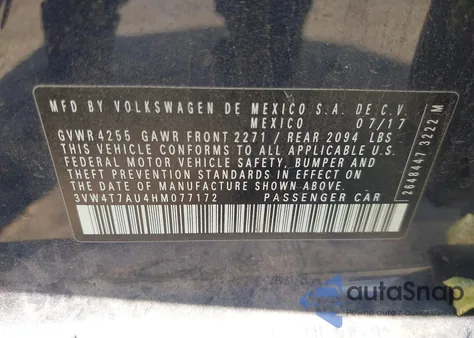 MFD BY VOLKSWAGEN DE MEXICO S.A. DE C.V.
MEXICO 07/17
GVWR 4255 GAWR FRONT 2271 / REAR 2094 LBS
THIS VEHICLE CONFORMS TO ALL APPLICABLE U.S.
FEDERAL MOTOR VEHICLE SAFETY, BUMPER AND
THEFT PREVENTION STANDARDS IN EFFECT ON THE
DATE OF MANUFACTURE SHOWN ABOVE.
3VW4T7AU4HM077172 PASSENGER CAR
2648447 3222 M
autoSnap